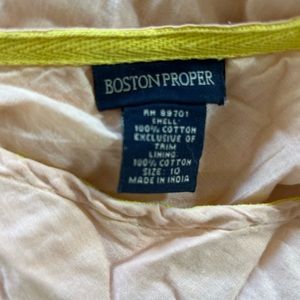 BOSTON PROPER
RN 89701
SHELL
100% COTTON
EXCLUSIVE OF
TRIM
LINING
100% COTTON
SIZE: 10
MADE IN INDIA